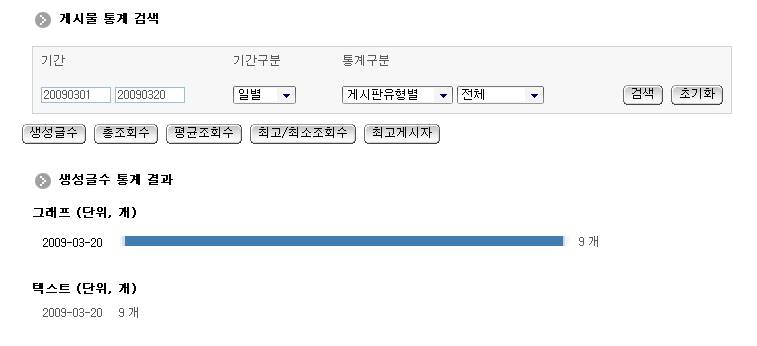 게시물 통계 검색
기간 기간구분 통계구분
20090301 20090320 일별 게시판유형별 전체 검색 초기화
생성글수 총조회수 평균조회수 최고/최소조회수 최고게시자
생성글수 통계 결과
그래프 (단위, 개)
2009-03-20 9 개
텍스트 (단위, 개)
2009-03-20 9 개